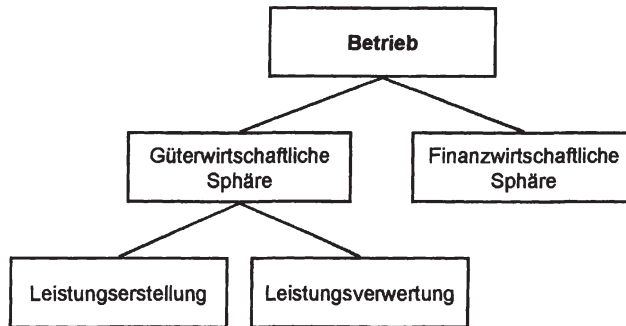 Betrieb
Güterwirtschaftliche
Sphäre
Finanzwirtschaftliche
Sphäre
Leistungserstellung
Leistungsverwertung